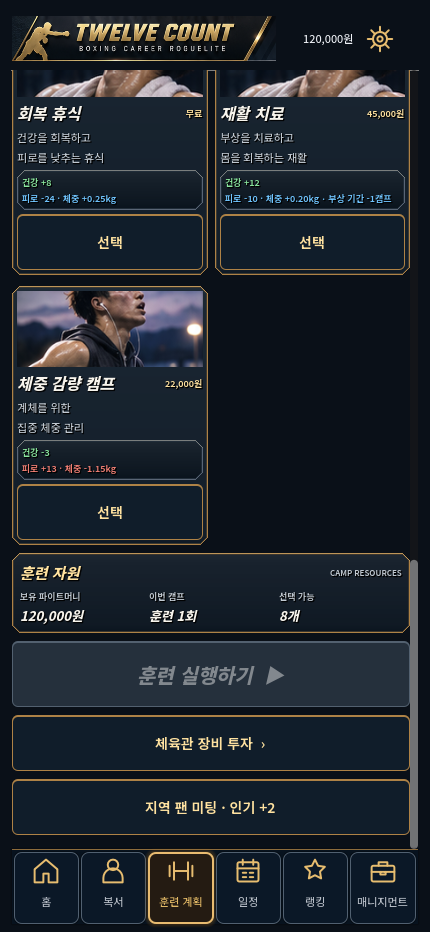 TWELVE COUNT
BOXING CAREER ROGUELITE
120,000원
회복 휴식
무료
건강을 회복하고
피로를 낮추는 휴식
건강 +8
피로 -24 · 체중 +0.25kg
선택
재활 치료
45,000원
부상을 치료하고
몸을 회복하는 재활
건강 +12
피로 -10 · 체중 +0.20kg · 부상 기간 -1캠프
선택
체중 감량 캠프
22,000원
계체를 위한
집중 체중 관리
건강 -3
피로 +13 · 체중 -1.15kg
선택
훈련 자원
CAMP RESOURCES
보유 파이트머니
이번 캠프
선택 가능
120,000원
훈련 1회
8개
훈련 실행하기 ▶
체육관 장비 투자 ›
지역 팬 미팅 · 인기 +2
홈
복서
훈련 계획
일정
랭킹
매니지먼트